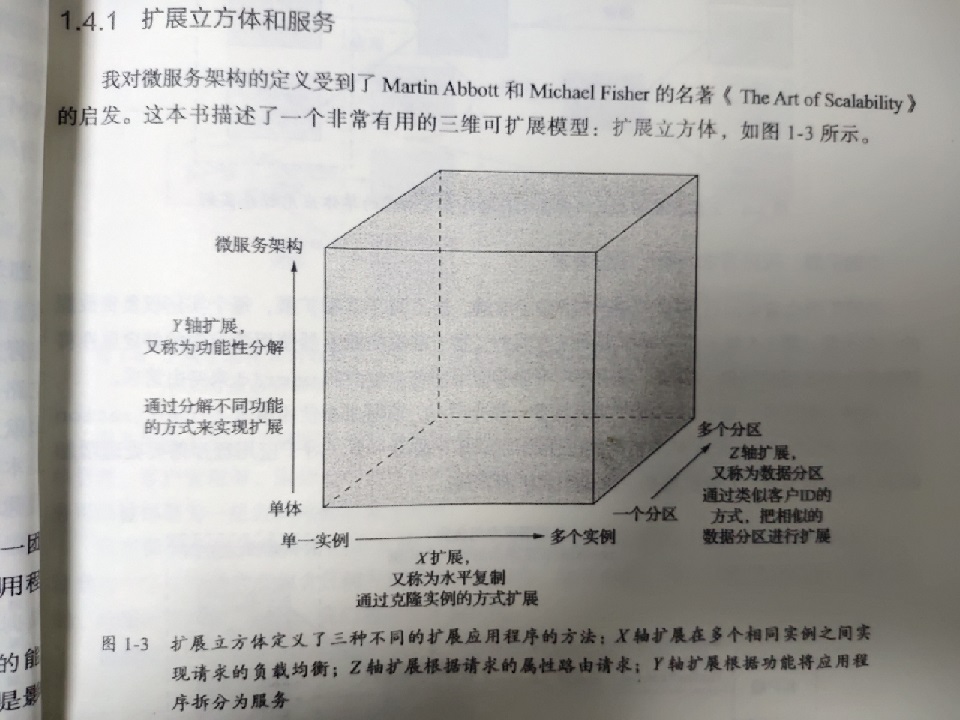 1.4.1 扩展立方体和服务
我对微服务架构的定义受到了 Martin Abbott 和 Michael Fisher 的名著《 The Art of Scalability》
的启发。这本书描述了一个非常有用的三维可扩展模型：扩展立方体，如图 1-3 所示。
微服务架构
Y轴扩展，
又称为功能性分解
通过分解不同功能
的方式来实现扩展
单体
单一实例
多个实例
X扩展，
又称为水平复制
通过克隆实例的方式扩展
一个分区
多个分区
Z轴扩展，
又称为数据分区
通过类似客户ID的
方式，把相似的
数据分区进行扩展
图 1-3 扩展立方体定义了三种不同的扩展应用程序的方法；X轴扩展在多个相同实例之间实
现请求的负载均衡；Z轴扩展根据请求的属性路由请求；Y轴扩展根据功能将应用程
序拆分为服务
一团
用程
的能
是影